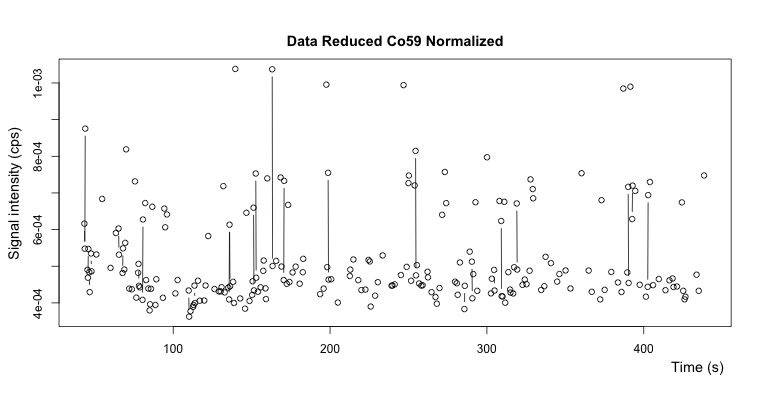 Data Reduced Co59 Normalized
Signal intensity (cps)
1e-03
8e-04
6e-04
4e-04
100 200 300 400
Time (s)